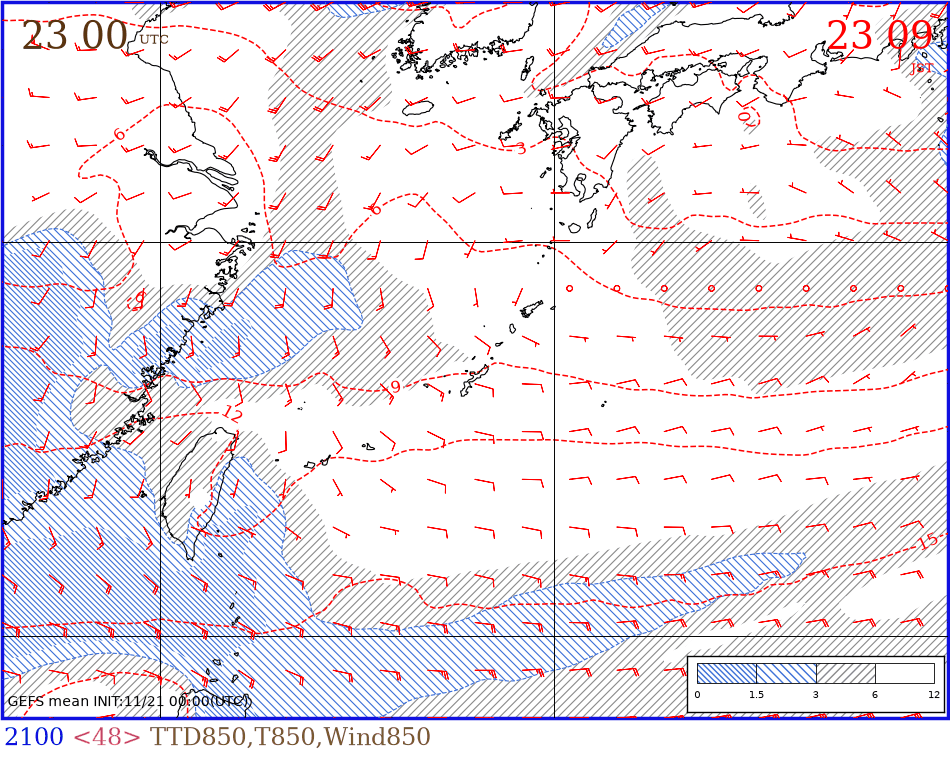 23 00 UTC
23 09
JST
6
3
0
6
9
9
12
15
GEFS mean INIT:11/21 00:00(UTC)
0 1.5 3 6 12
2100 <48> TTD850,T850,Wind850